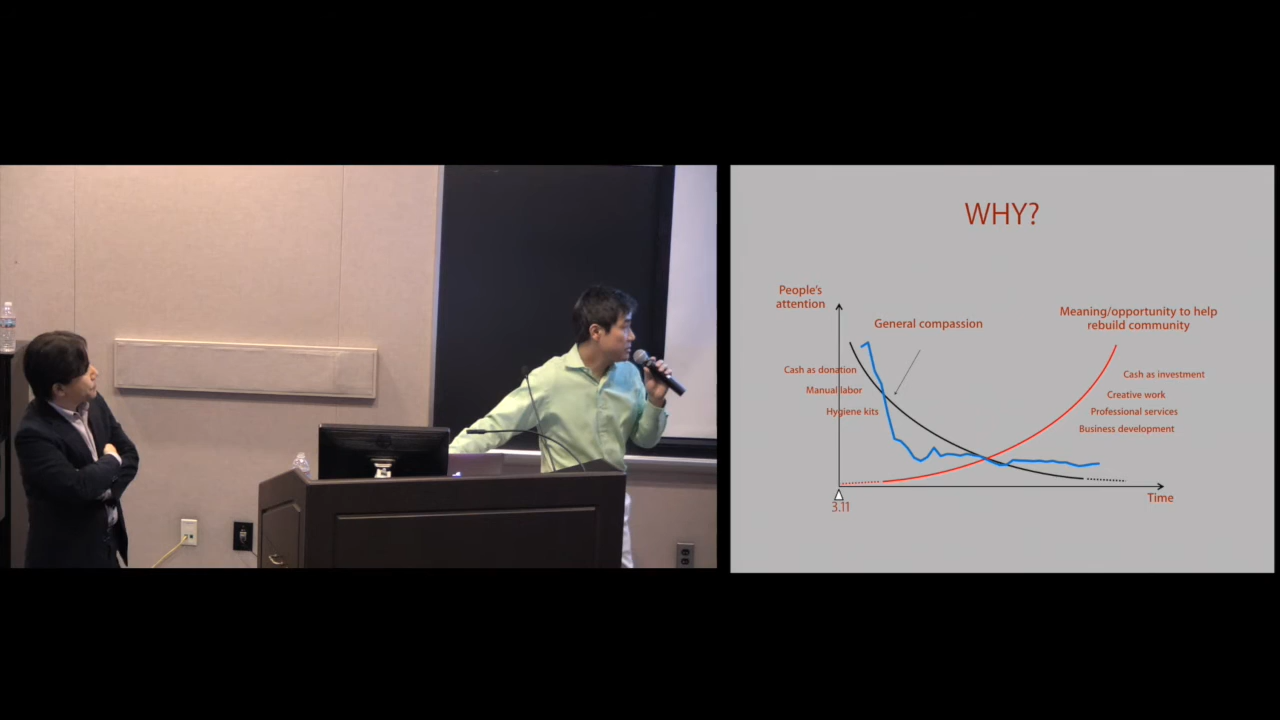 WHY?
People's
attention
General compassion
Meaning/opportunity to help
rebuild community
Cash as donation
Manual labor
Hygiene kits
Cash as investment
Creative work
Professional services
Business development
3.11
Time